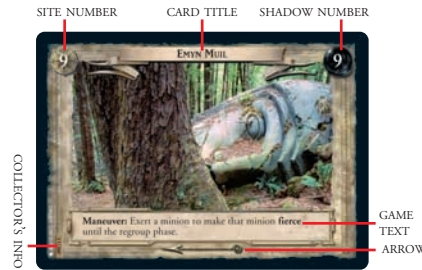 SITE NUMBER CARD TITLE SHADOW NUMBER
9 EMYN MUIL 9
Maneuver: Exert a minion to make that minion fierce
until the regroup phase.
COLLECTOR'S INFO
GAME
TEXT
ARROW